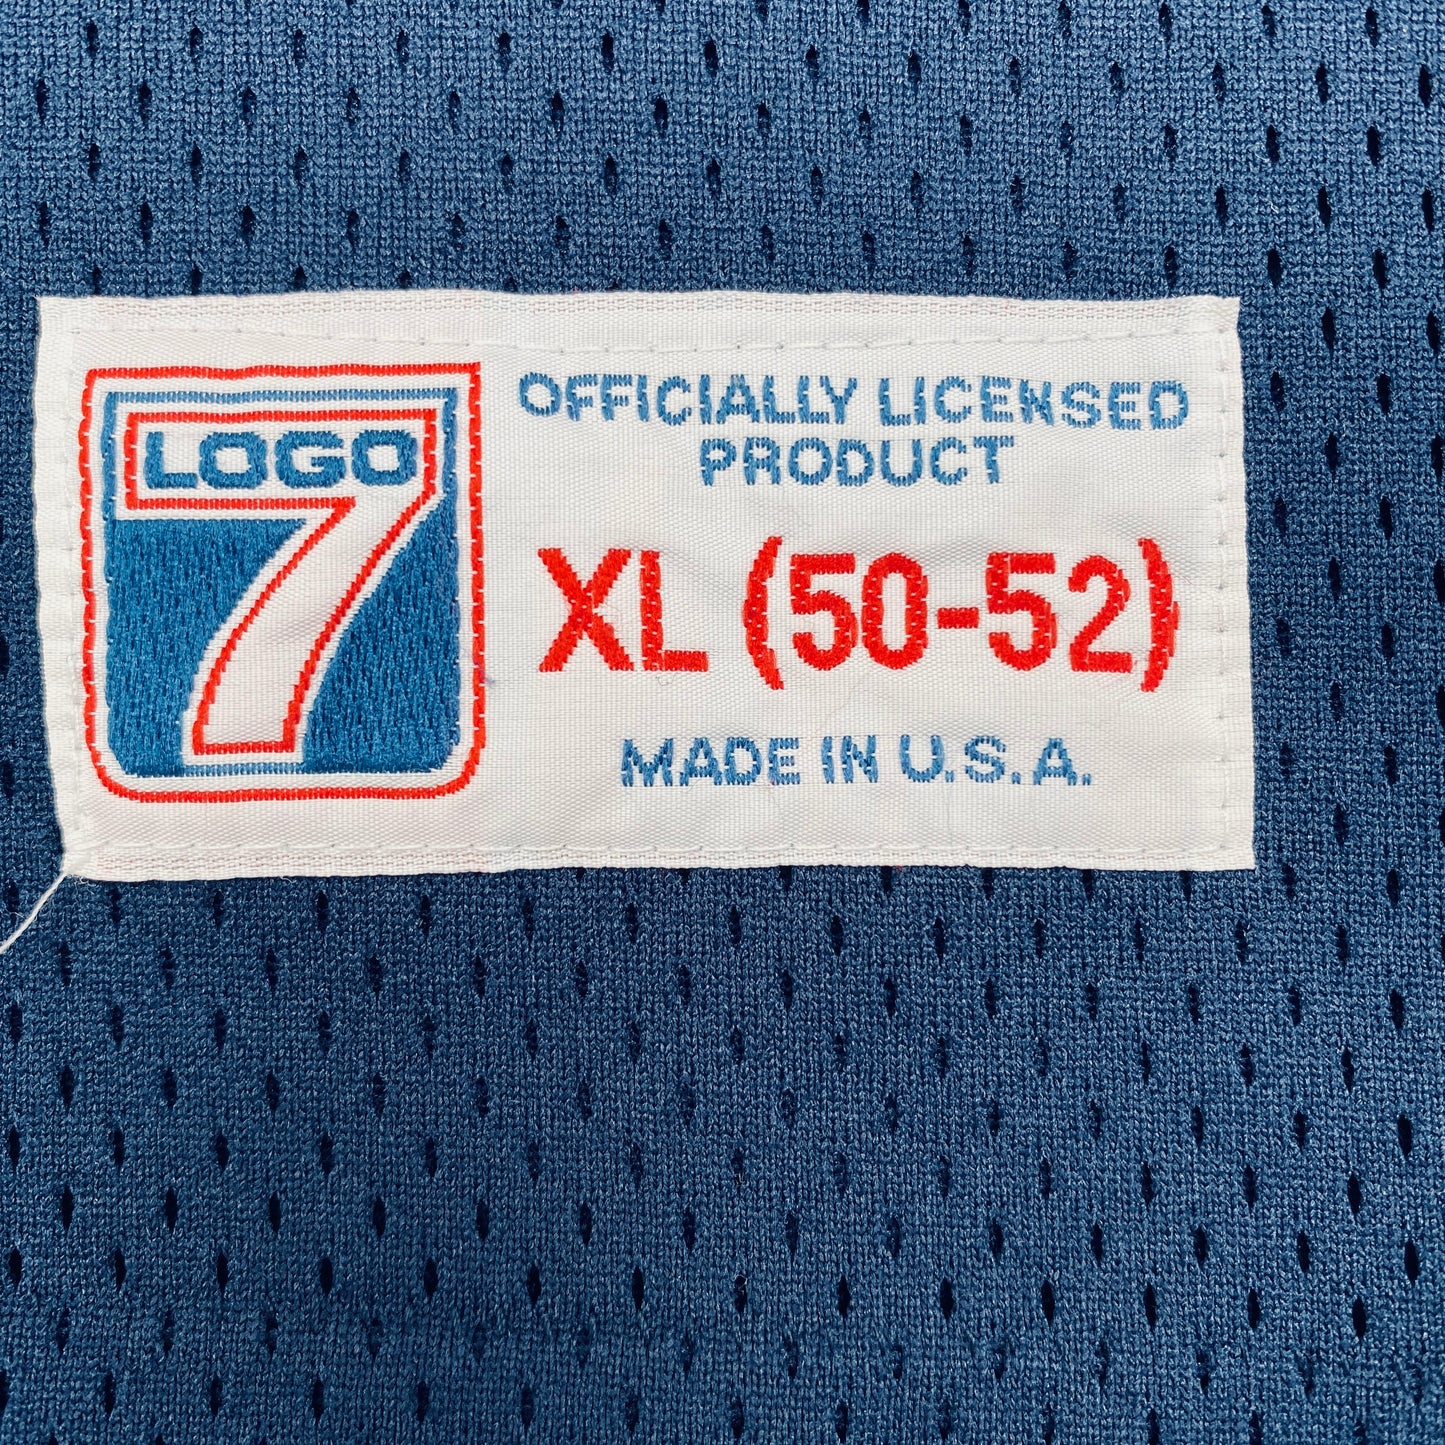 LOGO
7
OFFICIALLY LICENSED
PRODUCT
XL (50-52)
MADE IN U.S.A.